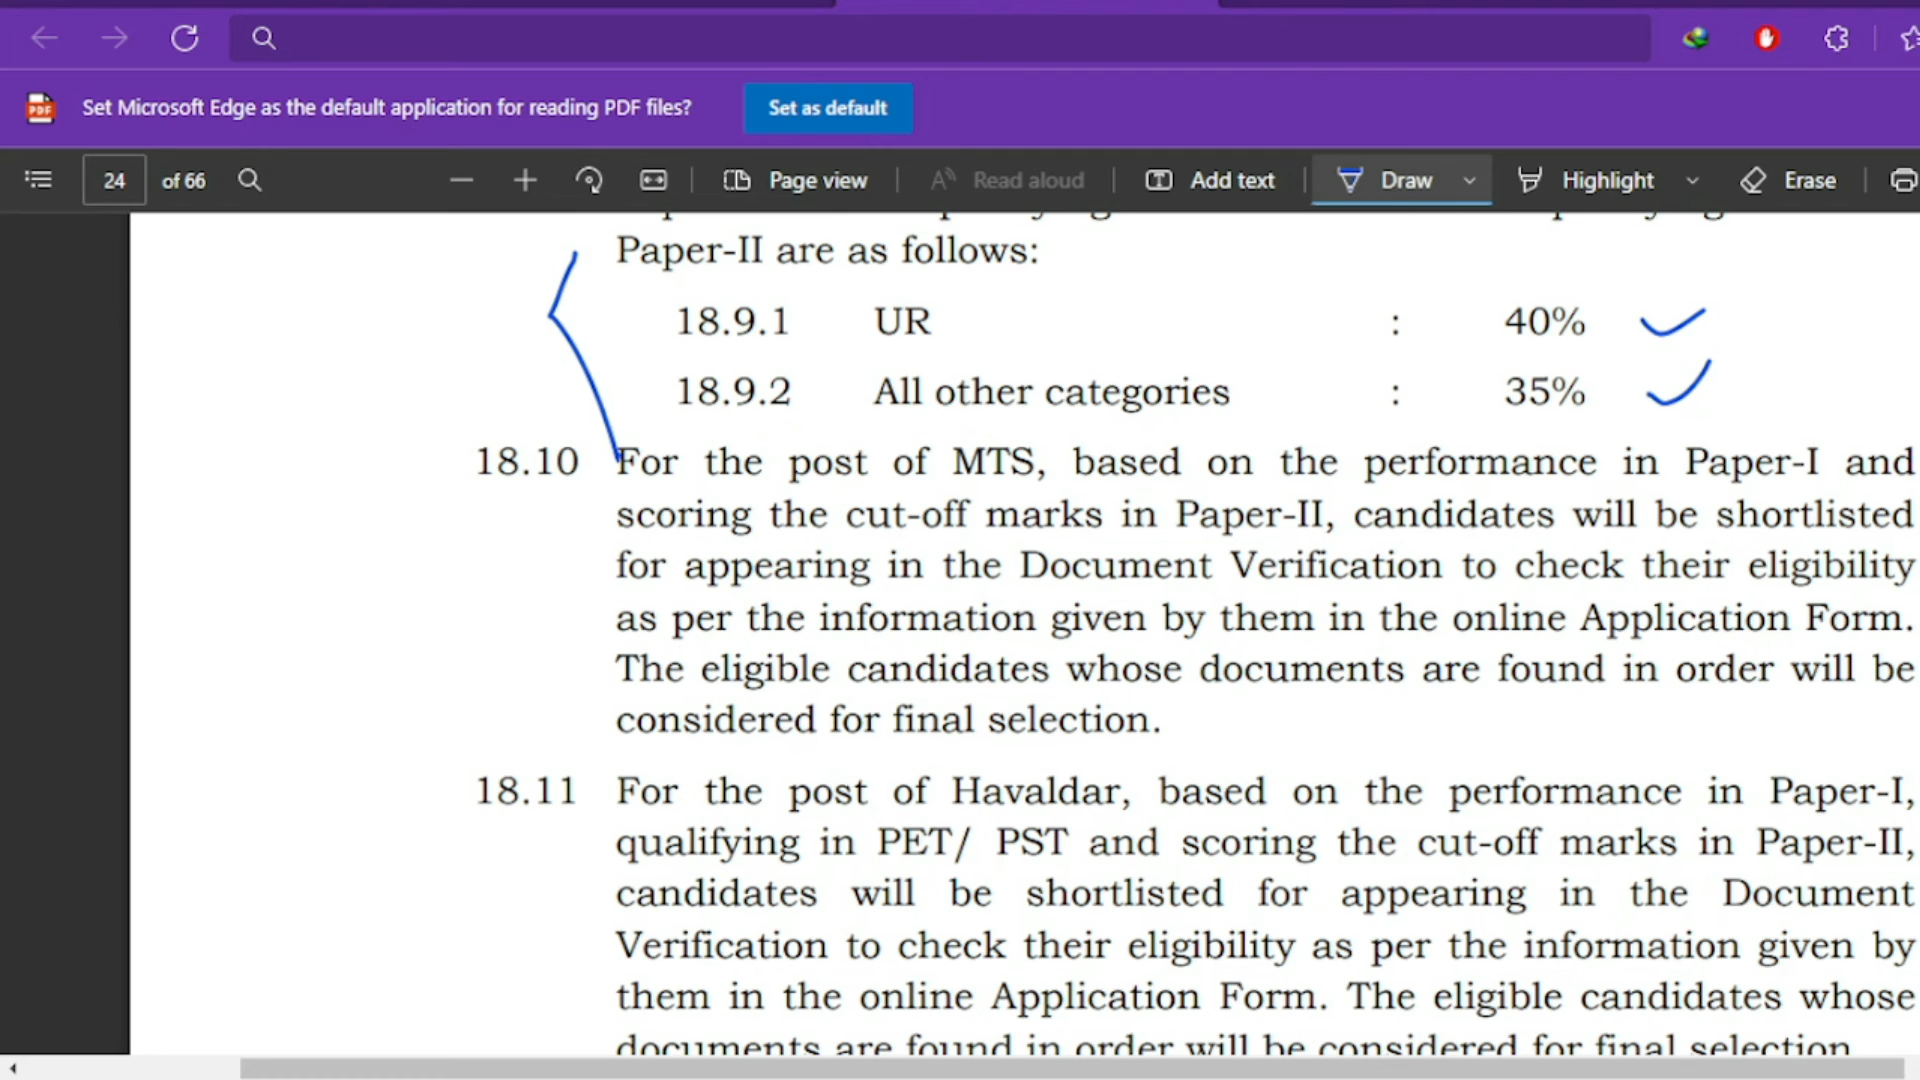 Set Microsoft Edge as the default application for reading PDF files? Set as default
24 of 66 Page view Read aloud Add text Draw Highlight Erase
Paper-II are as follows:
18.9.1 UR : 40%
18.9.2 All other categories : 35%
18.10 For the post of MTS, based on the performance in Paper-I and
scoring the cut-off marks in Paper-II, candidates will be shortlisted
for appearing in the Document Verification to check their eligibility
as per the information given by them in the online Application Form.
The eligible candidates whose documents are found in order will be
considered for final selection.
18.11 For the post of Havaldar, based on the performance in Paper-I,
qualifying in PET/ PST and scoring the cut-off marks in Paper-II,
candidates will be shortlisted for appearing in the Document
Verification to check their eligibility as per the information given by
them in the online Application Form. The eligible candidates whose
documents are found in order will be considered for final selection.